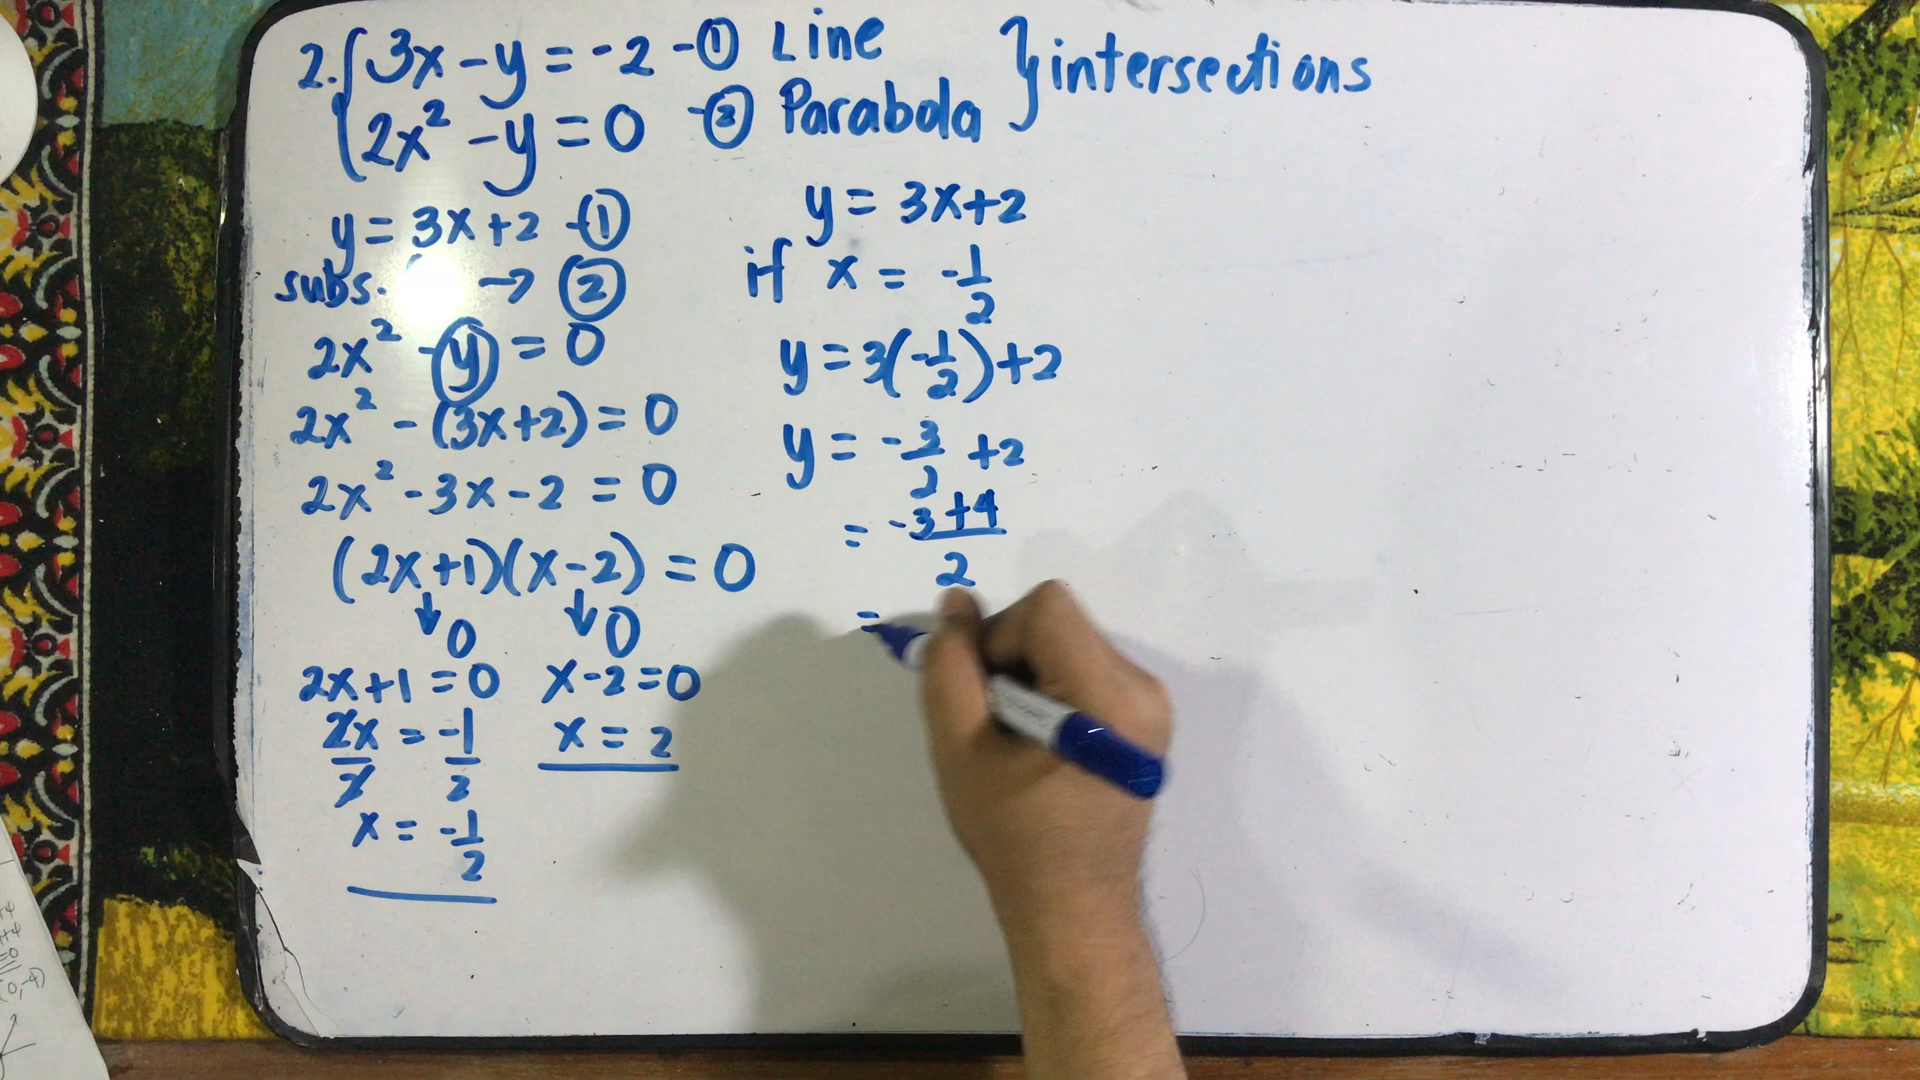 2. { 3x - y = -2 - ① Line
2x² - y = 0 - ② Parabola
} intersections
y = 3x + 2 - ①
subs. → ②
2x² - y = 0
2x² - (3x+2) = 0
2x² - 3x - 2 = 0
(2x+1)(x-2) = 0
↓0 ↓0
2x+1 = 0 x-2 = 0
2x/2 = -1/2 x = 2
x = -1/2
y = 3x+2
if x = -1/2
y = 3(-1/2)+2
y = -3/2 +2
= -3+4/2
=